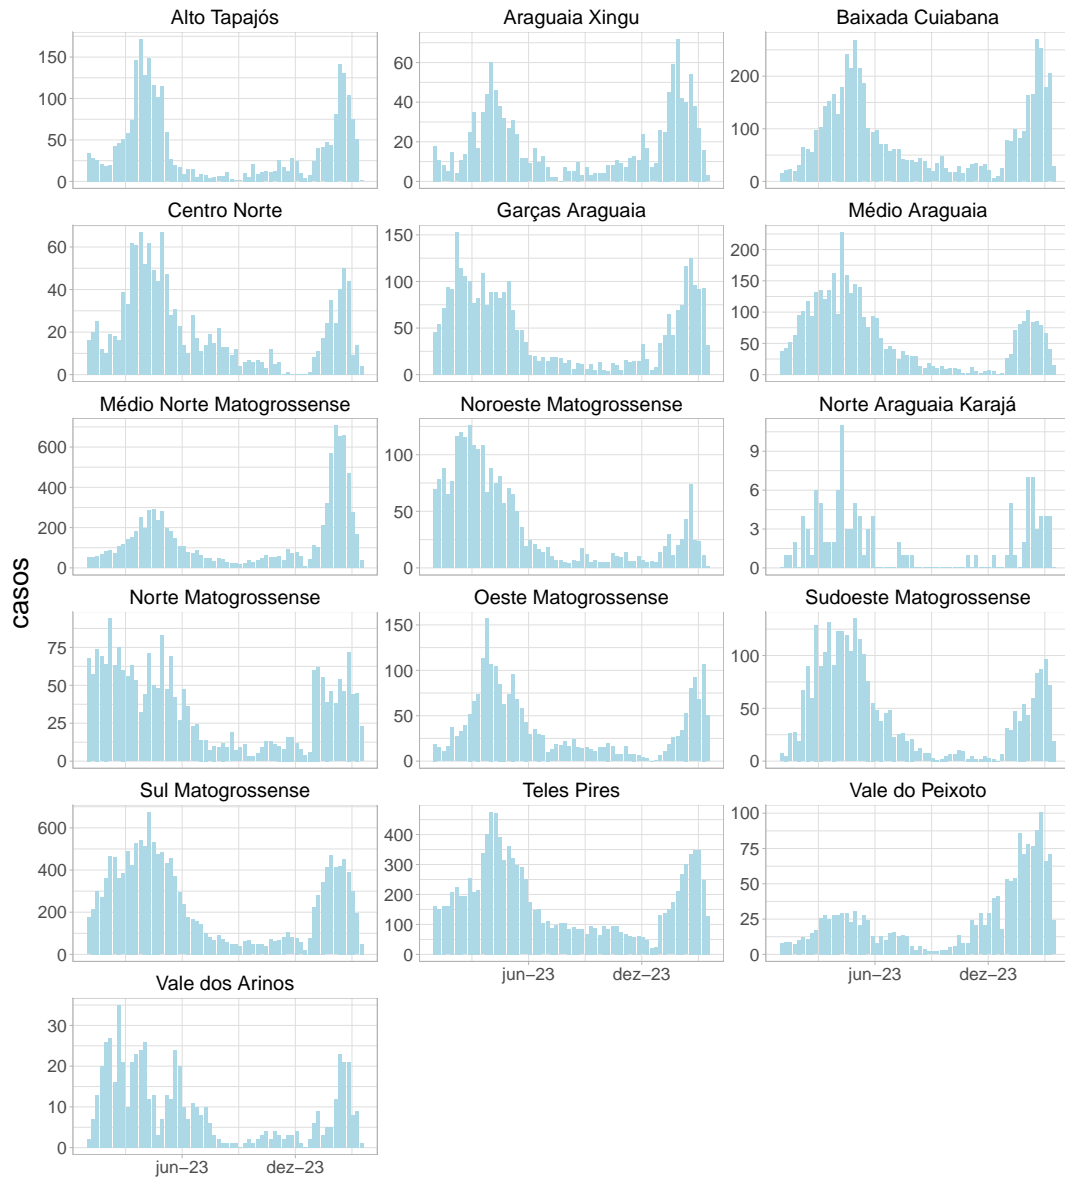 Alto Tapajós
Araguaia Xingu
Baixada Cuiabana
150
100
50
0
60
40
20
0
200
100
0
Centro Norte
Garças Araguaia
Médio Araguaia
60
40
20
0
150
100
50
0
200
150
100
50
0
Médio Norte Matogrossense
Noroeste Matogrossense
Norte Araguaia Karajá
600
400
200
0
100
50
0
9
6
3
0
casos
Norte Matogrossense
Oeste Matogrossense
Sudoeste Matogrossense
75
50
25
0
150
100
50
0
100
50
0
Sul Matogrossense
Teles Pires
Vale do Peixoto
600
400
200
0
400
300
200
100
0
100
75
50
25
0
jun−23
dez−23
jun−23
dez−23
Vale dos Arinos
30
20
10
0
jun−23
dez−23